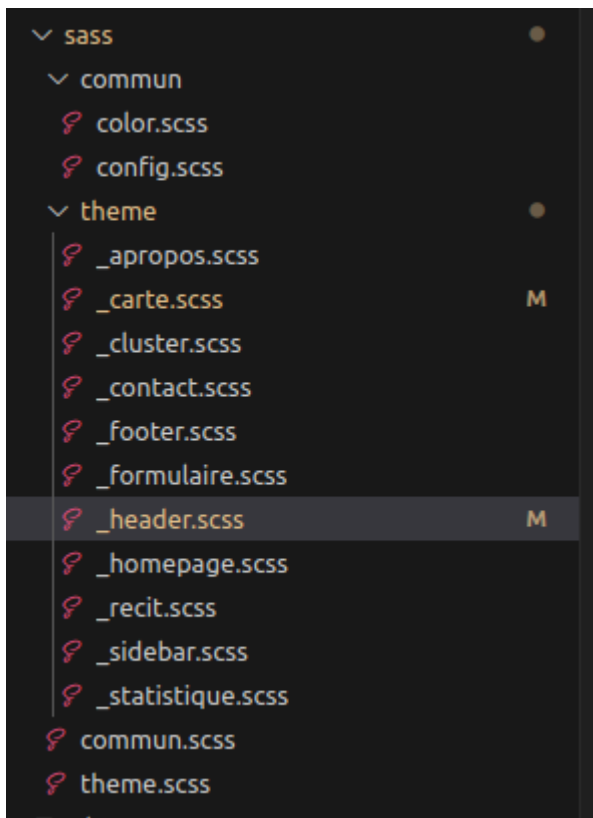 sass
commun
color.scss
config.scss
theme
_apropos.scss
_carte.scss M
_cluster.scss
_contact.scss
_footer.scss
_formulaire.scss
_header.scss M
_homepage.scss
_recit.scss
_sidebar.scss
_statistique.scss
commun.scss
theme.scss